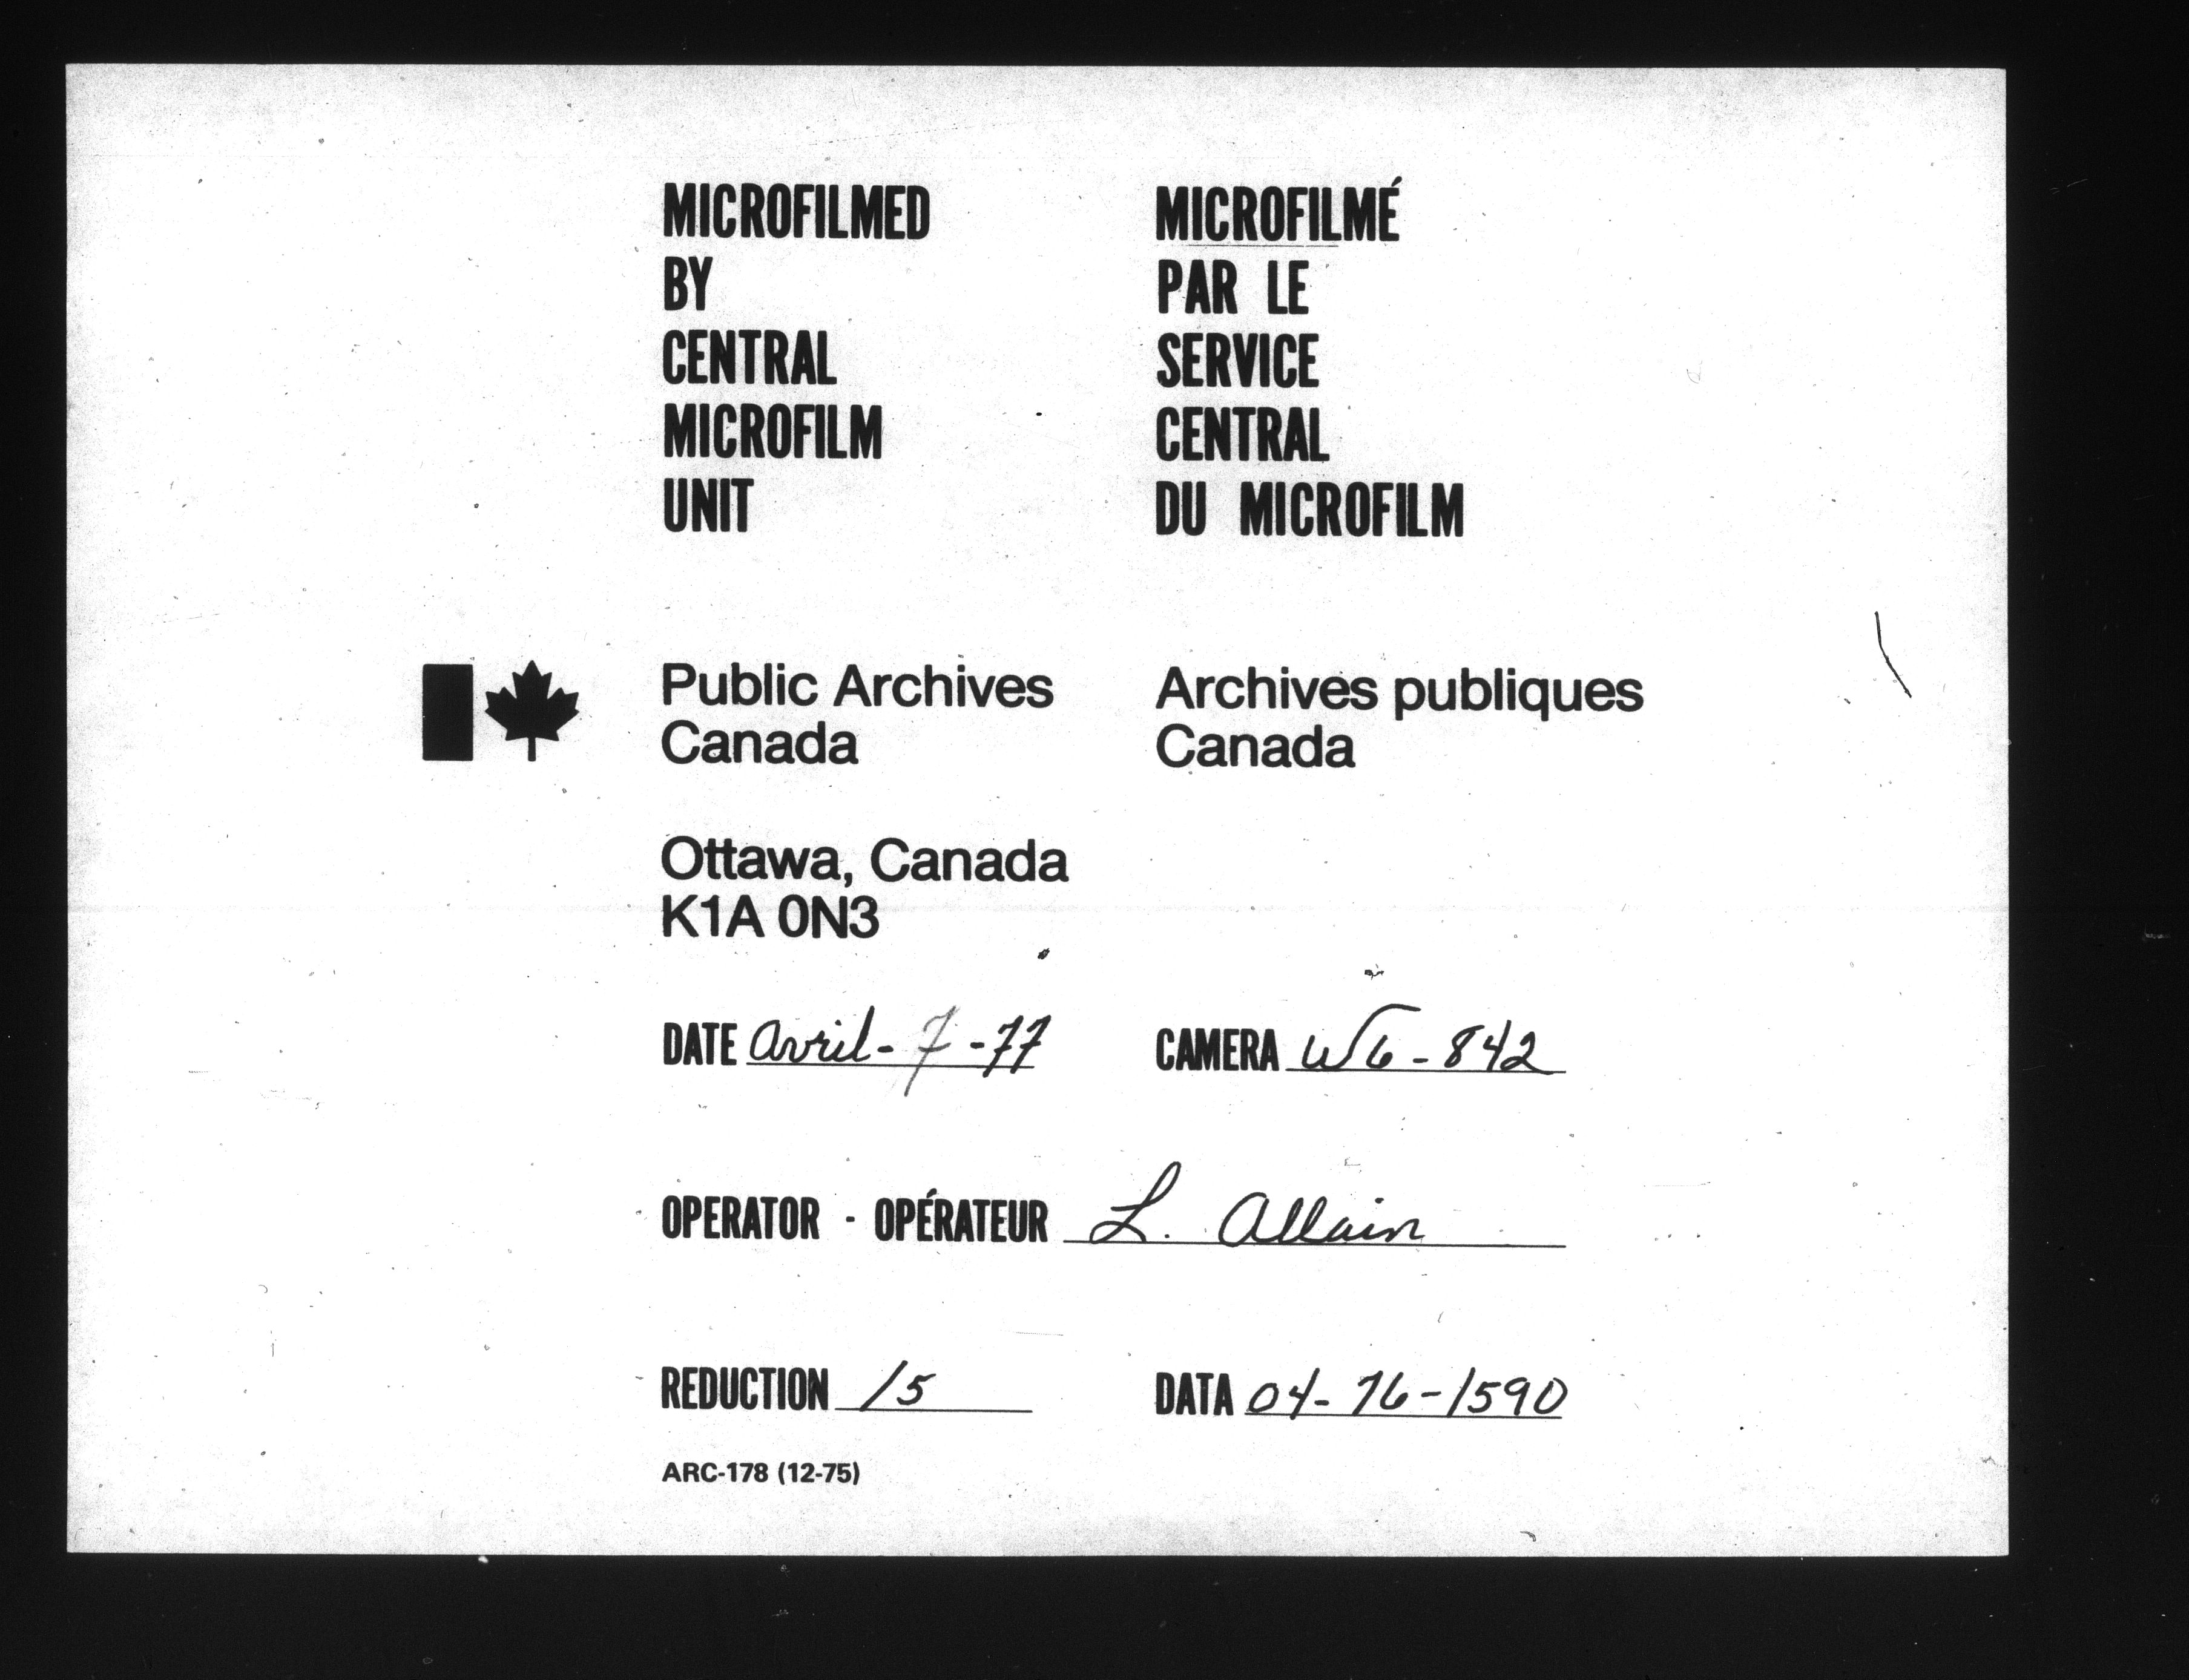 MICROFILMED
BY
CENTRAL
MICROFILM
UNIT
MICROFILMÉ
PAR LE
SERVICE
CENTRAL
DU MICROFILM
Public Archives
Canada
Archives publiques
Canada
Ottawa, Canada
K1A 0N3
DATE Avril - 7 - 77
CAMERA W6 - 842
OPERATOR - OPÉRATEUR L. Allain
REDUCTION 15
DATA 04-76-1590
ARC-178 (12-75)